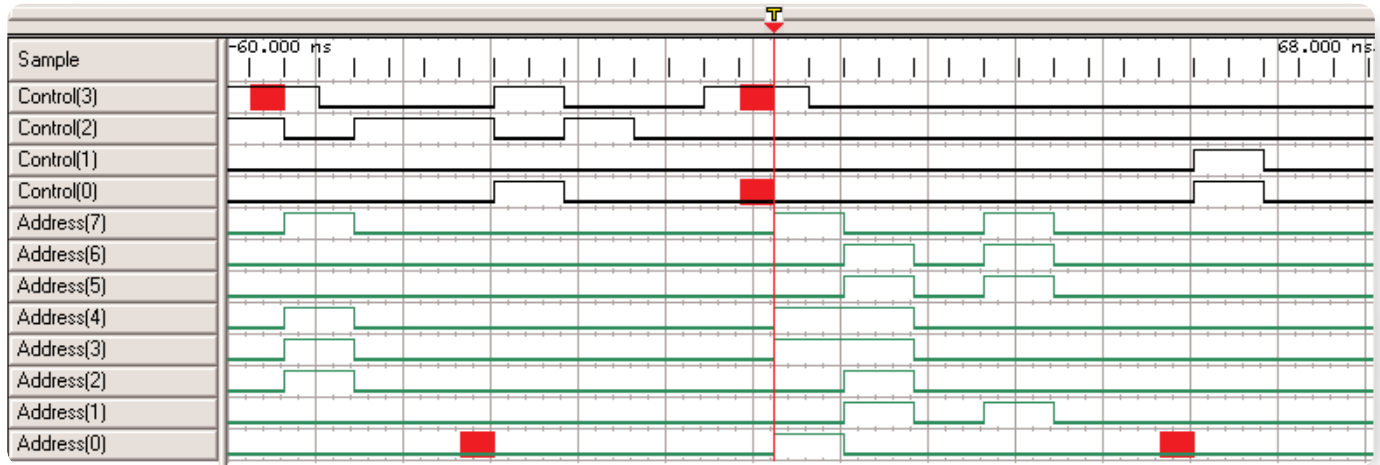 T
-60.000 ns 68.000 ns
Sample
Control(3)
Control(2)
Control(1)
Control(0)
Address(7)
Address(6)
Address(5)
Address(4)
Address(3)
Address(2)
Address(1)
Address(0)